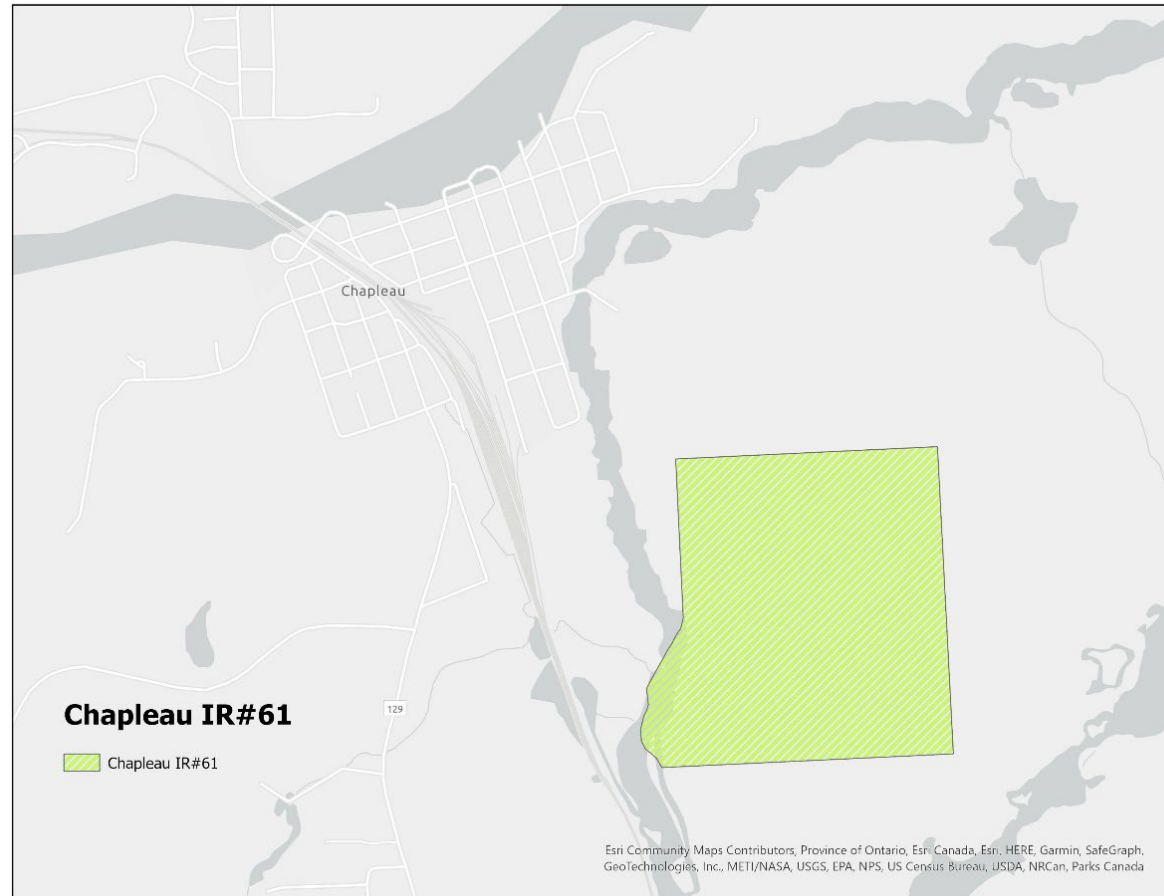 Chapleau
129
Chapleau IR#61
Chapleau IR#61
Esri Community Maps Contributors, Province of Ontario, Esri Canada, Esri, HERE, Garmin, SafeGraph,
GeoTechnologies, Inc., METI/NASA, USGS, EPA, NPS, US Census Bureau, USDA, NRCan, Parks Canada